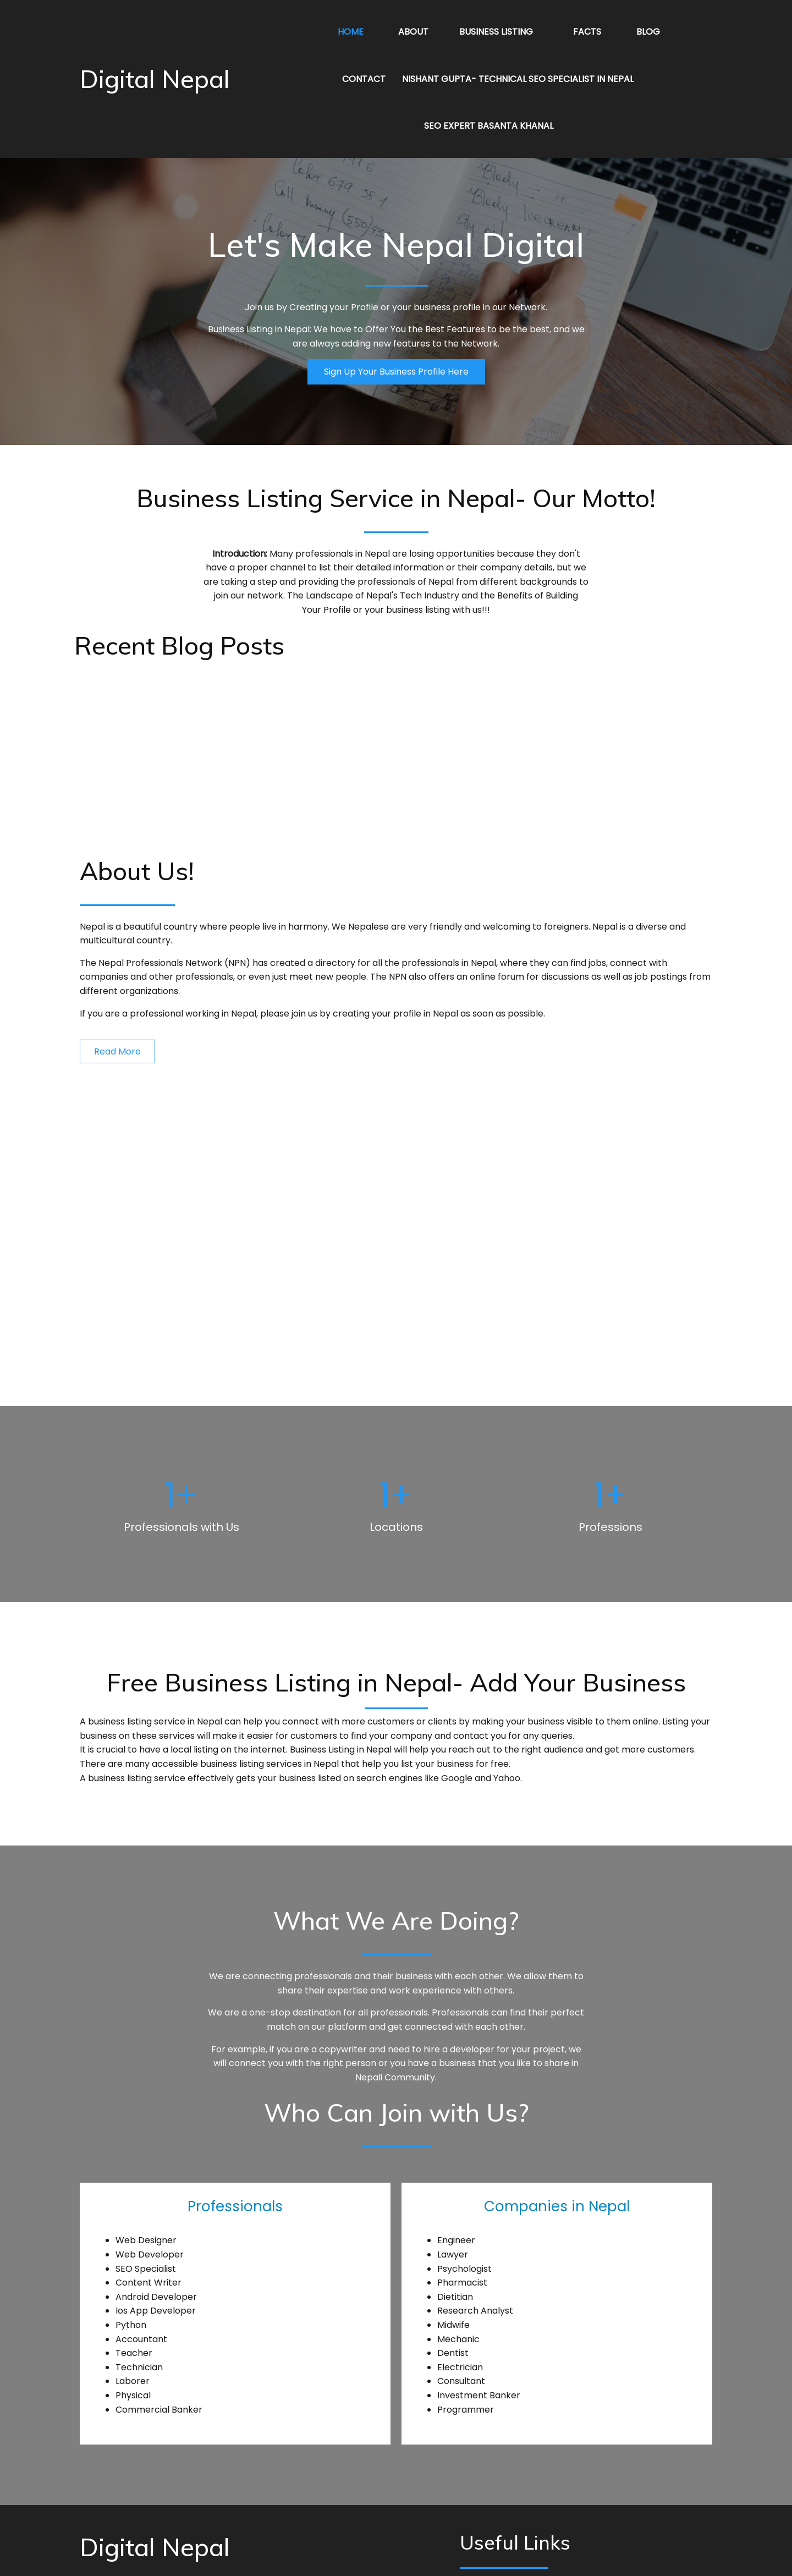 HOME ABOUT BUSINESS LISTING FACTS BLOG
Digital Nepal
CONTACT NISHANT GUPTA- TECHNICAL SEO SPECIALIST IN NEPAL
SEO EXPERT BASANTA KHANAL
Let's Make Nepal Digital
Join us by Creating your Profile or your business profile in our Network.
Business Listing in Nepal: We have to Offer You the Best Features to be the best, and we
are always adding new features to the Network.
Sign Up Your Business Profile Here
Business Listing Service in Nepal- Our Motto!
Introduction: Many professionals in Nepal are losing opportunities because they don't
have a proper channel to list their detailed information or their company details, but we
are taking a step and providing the professionals of Nepal from different backgrounds to
join our network. The Landscape of Nepal's Tech Industry and the Benefits of Building
Your Profile or your business listing with us!!!
Recent Blog Posts
About Us!
Nepal is a beautiful country where people live in harmony. We Nepalese are very friendly and welcoming to foreigners. Nepal is a diverse and
multicultural country.
The Nepal Professionals Network (NPN) has created a directory for all the professionals in Nepal, where they can find jobs, connect with
companies and other professionals, or even just meet new people. The NPN also offers an online forum for discussions as well as job postings from
different organizations.
If you are a professional working in Nepal, please join us by creating your profile in Nepal as soon as possible.
Read More
1+ 1+ 1+
Professionals with Us Locations Professions
Free Business Listing in Nepal- Add Your Business
A business listing service in Nepal can help you connect with more customers or clients by making your business visible to them online. Listing your
business on these services will make it easier for customers to find your company and contact you for any queries.
It is crucial to have a local listing on the internet. Business Listing in Nepal will help you reach out to the right audience and get more customers.
There are many accessible business listing services in Nepal that help you list your business for free.
A business listing service effectively gets your business listed on search engines like Google and Yahoo.
What We Are Doing?
We are connecting professionals and their business with each other. We allow them to
share their expertise and work experience with others.
We are a one-stop destination for all professionals. Professionals can find their perfect
match on our platform and get connected with each other.
For example, if you are a copywriter and need to hire a developer for your project, we
will connect you with the right person or you have a business that you like to share in
Nepali Community.
Who Can Join with Us?
Professionals
Web Designer
Web Developer
SEO Specialist
Content Writer
Android Developer
Ios App Developer
Python
Accountant
Teacher
Technician
Laborer
Physical
Commercial Banker
Companies in Nepal
Engineer
Lawyer
Psychologist
Pharmacist
Dietitian
Research Analyst
Midwife
Mechanic
Dentist
Electrician
Consultant
Investment Banker
Programmer
Digital Nepal
Useful Links